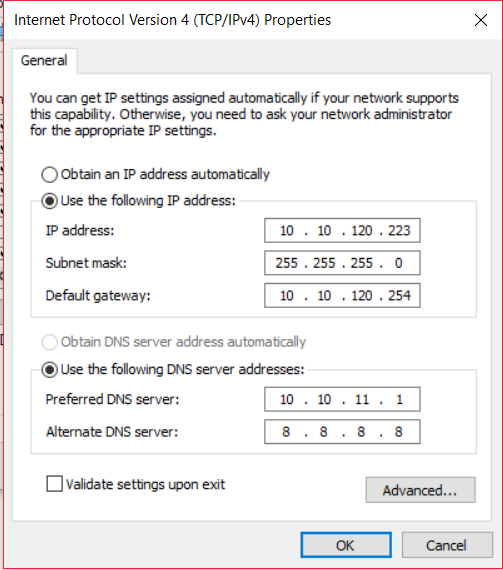 Internet Protocol Version 4 (TCP/IPv4) Properties
General
You can get IP settings assigned automatically if your network supports
this capability. Otherwise, you need to ask your network administrator
for the appropriate IP settings.
Obtain an IP address automatically
Use the following IP address:
IP address: 10 . 10 . 120 . 223
Subnet mask: 255 . 255 . 255 . 0
Default gateway: 10 . 10 . 120 . 254
Obtain DNS server address automatically
Use the following DNS server addresses:
Preferred DNS server: 10 . 10 . 11 . 1
Alternate DNS server: 8 . 8 . 8 . 8
Validate settings upon exit
Advanced...
OK Cancel